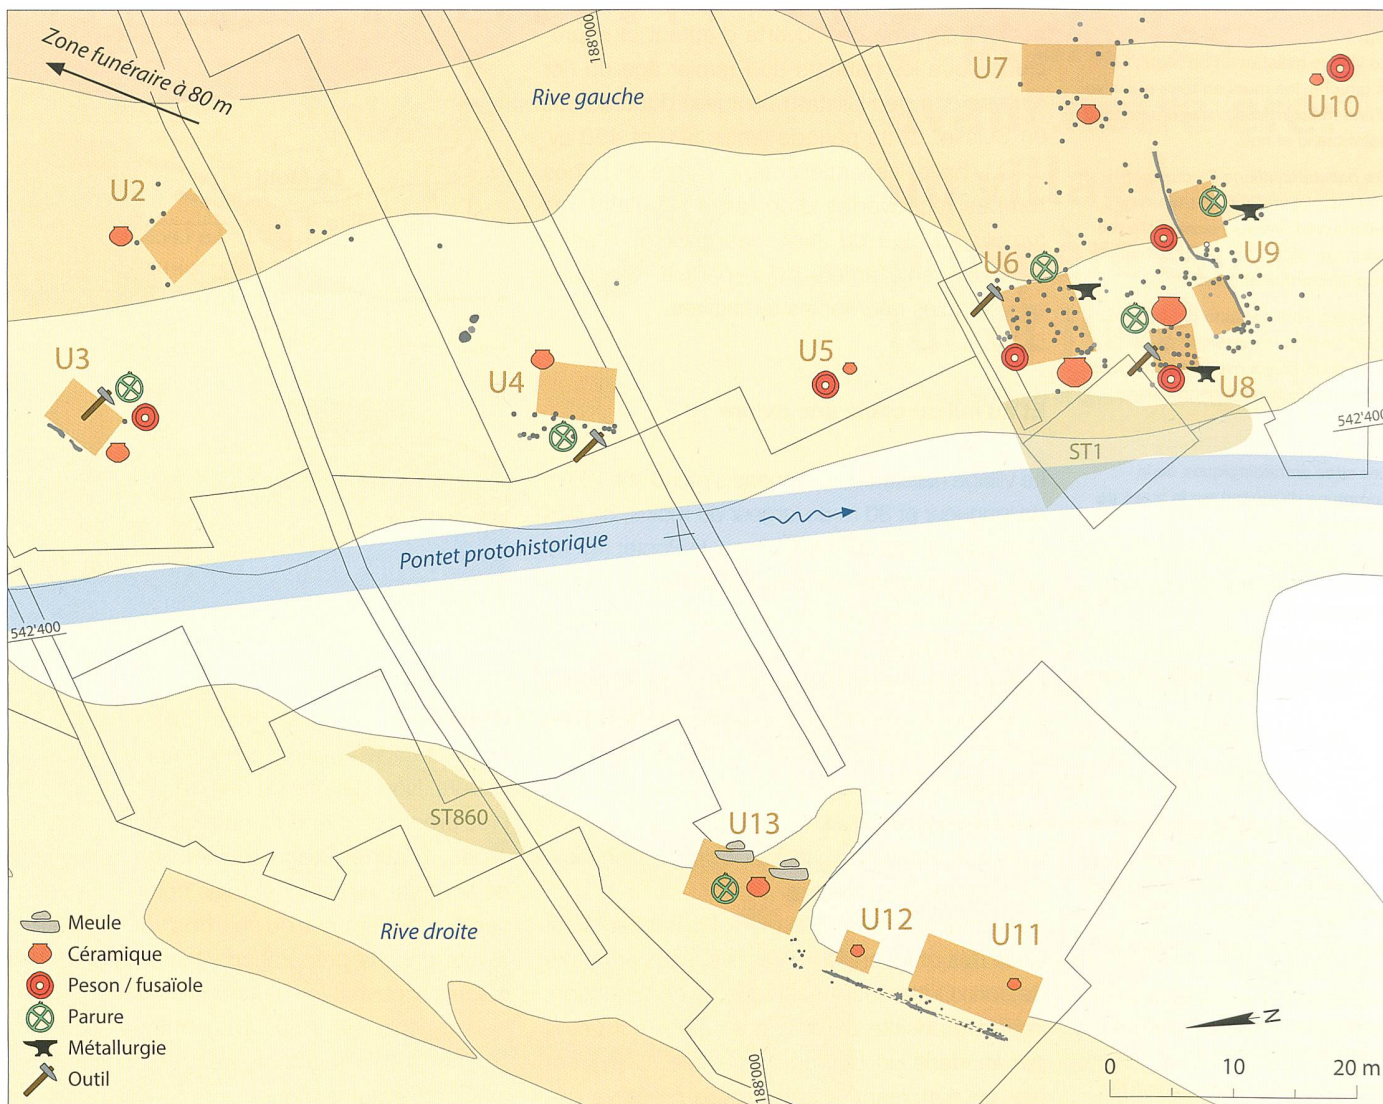 Zone funéraire à 80 m
188'000
Rive gauche
U7
U10
U2
U9
U6
U3
U4
U5
U8
542'400
ST1
Pontet protohistorique
542'400
ST860
U13
Rive droite
U12
U11
Meule
Céramique
Peson / fusaïole
Parure
Métallurgie
Outil
188'000
N
0 10 20 m